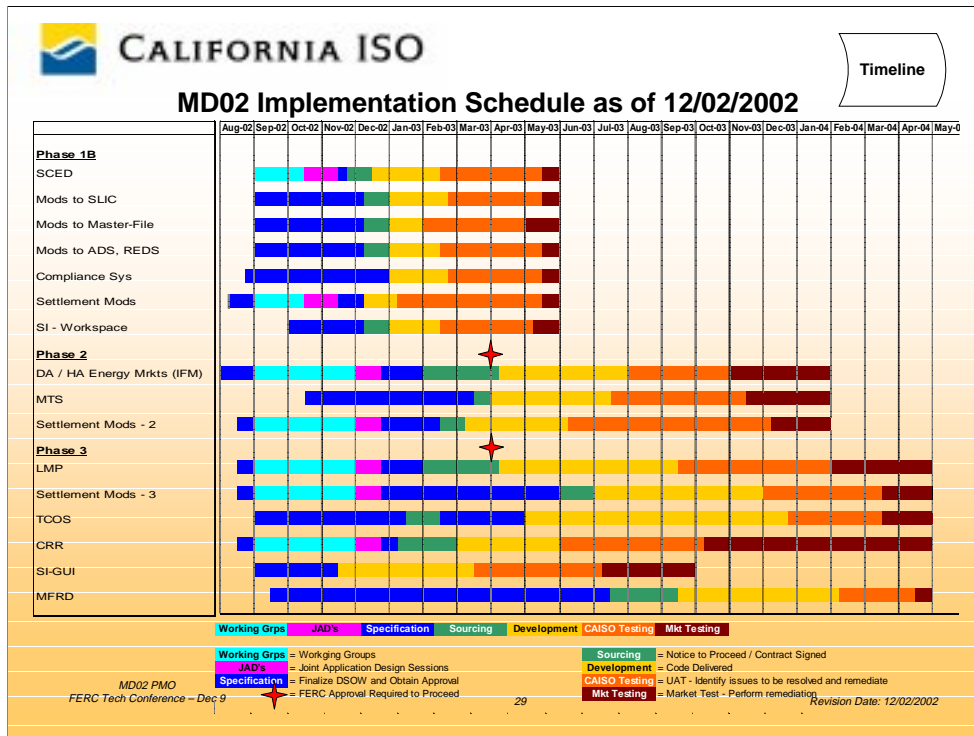 CALIFORNIA ISO
Timeline
MD02 Implementation Schedule as of 12/02/2002
Aug-02 Sep-02 Oct-02 Nov-02 Dec-02 Jan-03 Feb-03 Mar-03 Apr-03 May-03 Jun-03 Jul-03 Aug-03 Sep-03 Oct-03 Nov-03 Dec-03 Jan-04 Feb-04 Mar-04 Apr-04 May-0
Phase 1B
SCED
Mods to SLIC
Mods to Master-File
Mods to ADS, REDS
Compliance Sys
Settlement Mods
SI - Workspace
Phase 2
DA / HA Energy Mrkts (IFM)
MTS
Settlement Mods - 2
Phase 3
LMP
Settlement Mods - 3
TCOS
CRR
SI-GUI
MFRD
Working Grps JAD's Specification Sourcing Development CAISO Testing Mkt Testing
Working Grps = Workging Groups
JAD's = Joint Application Design Sessions
Specification = Finalize DSOW and Obtain Approval
= FERC Approval Required to Proceed
Sourcing = Notice to Proceed / Contract Signed
Development = Code Delivered
CAISO Testing = UAT - Identify issues to be resolved and remediate
Mkt Testing = Market Test - Perform remediation
MD02 PMO
FERC Tech Conference – Dec 9
29
Revision Date: 12/02/2002